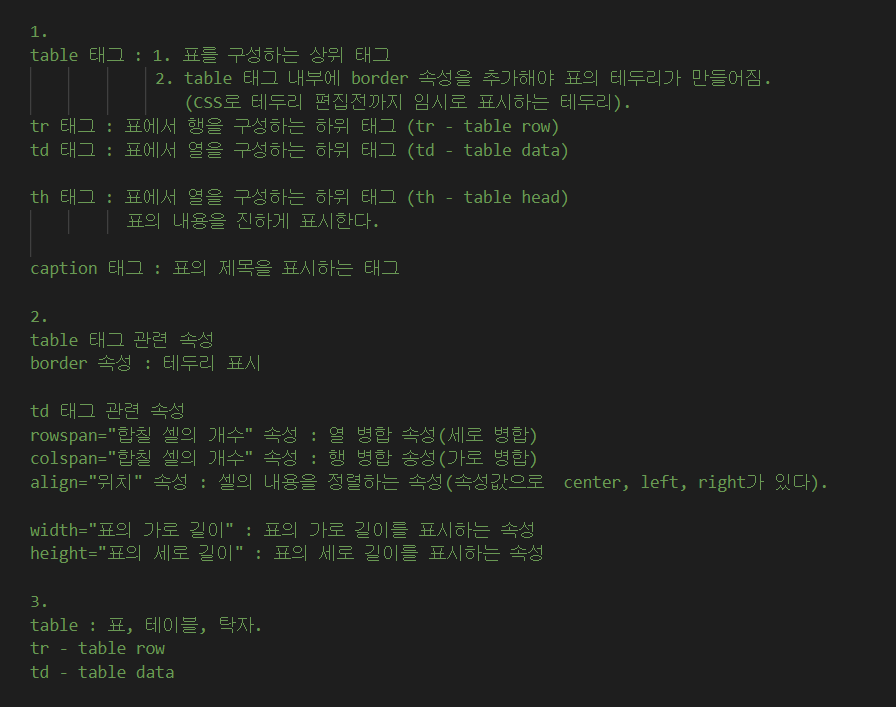 1.
table 태그 : 1. 표를 구성하는 상위 태그
2. table 태그 내부에 border 속성을 추가해야 표의 테두리가 만들어짐.
(CSS로 테두리 편집전까지 임시로 표시하는 테두리).
tr 태그 : 표에서 행을 구성하는 하위 태그 (tr - table row)
td 태그 : 표에서 열을 구성하는 하위 태그 (td - table data)
th 태그 : 표에서 열을 구성하는 하위 태그 (th - table head)
표의 내용을 진하게 표시한다.
caption 태그 : 표의 제목을 표시하는 태그
2.
table 태그 관련 속성
border 속성 : 테두리 표시
td 태그 관련 속성
rowspan="합칠 셀의 개수" 속성 : 열 병합 속성(세로 병합)
colspan="합칠 셀의 개수" 속성 : 행 병합 송성(가로 병합)
align="위치" 속성 : 셀의 내용을 정렬하는 속성(속성값으로  center, left, right가 있다).
width="표의 가로 길이" : 표의 가로 길이를 표시하는 속성
height="표의 세로 길이" : 표의 세로 길이를 표시하는 속성
3.
table : 표, 테이블, 탁자.
tr - table row
td - table data